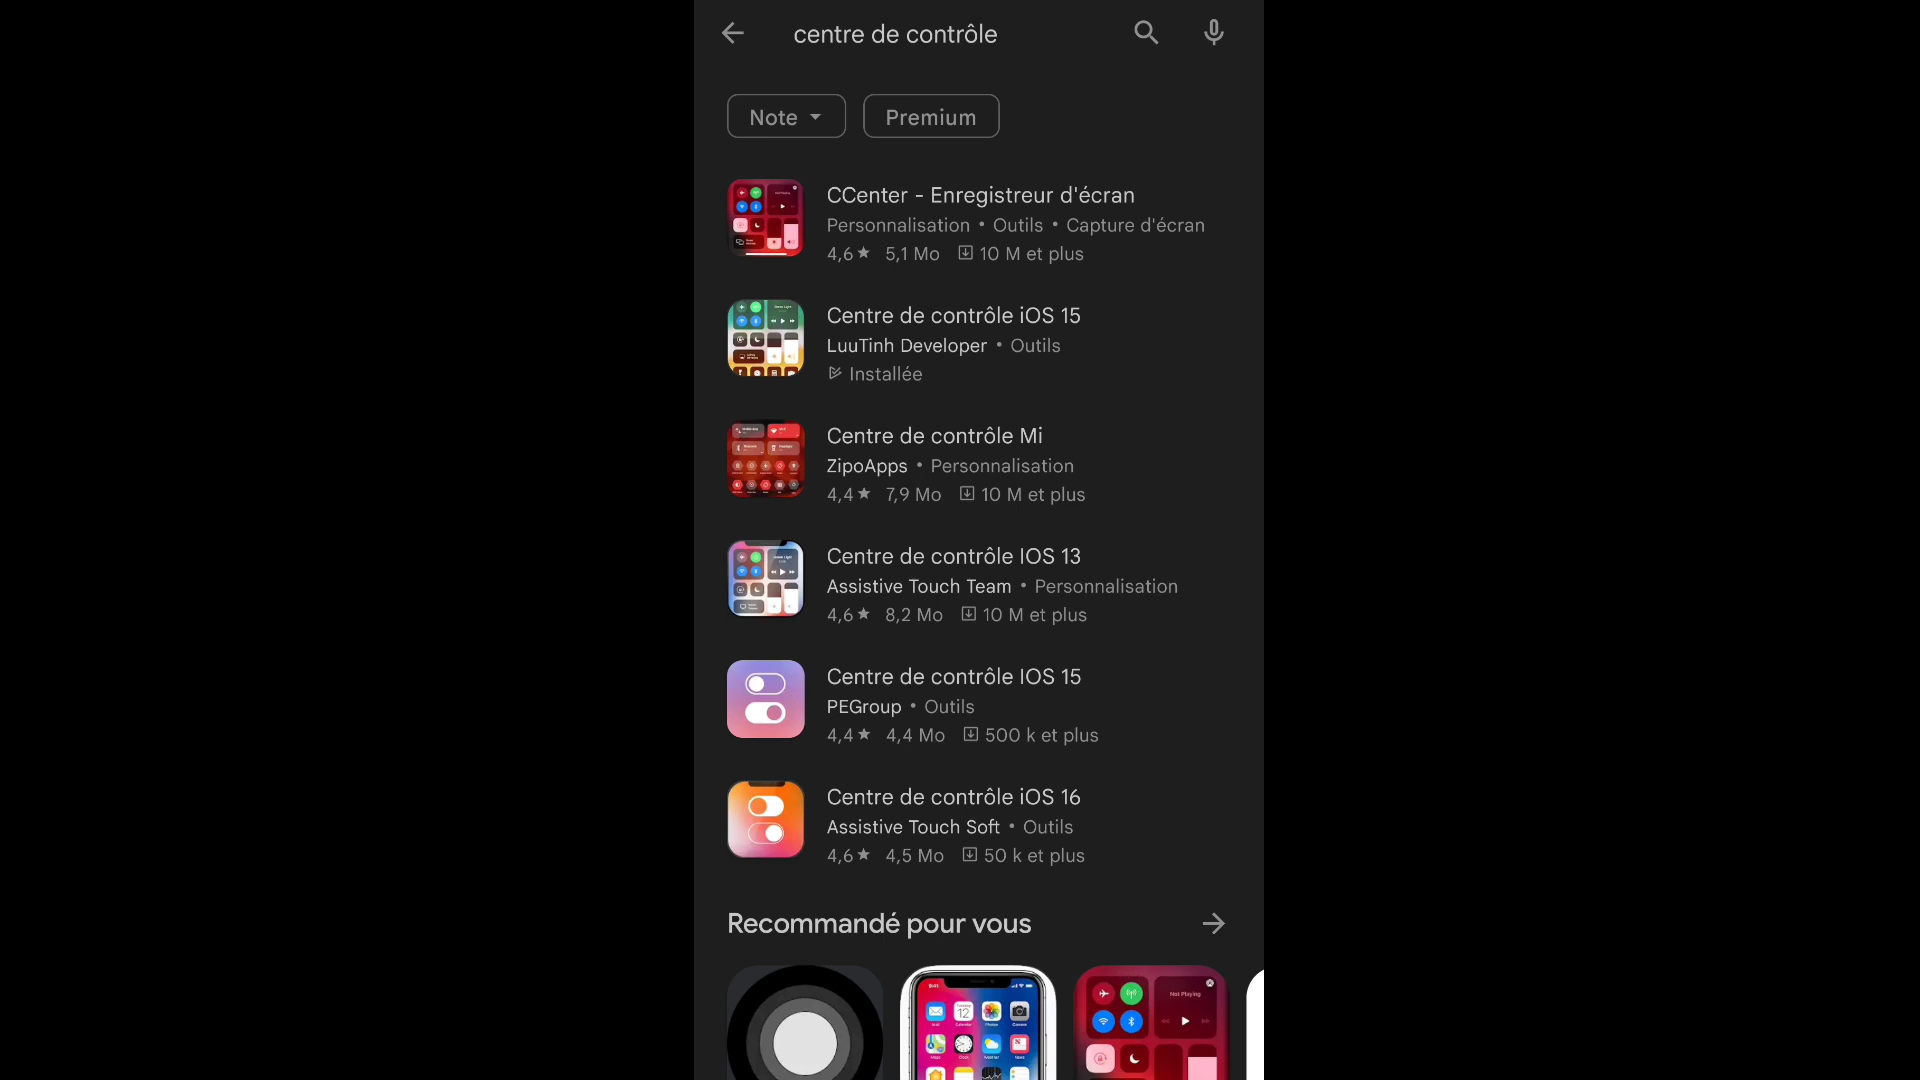 centre de contrôle
Note
Premium
CCenter - Enregistreur d'écran
Personnalisation • Outils • Capture d'écran
4,6★ 5,1 Mo 10 M et plus
Centre de contrôle iOS 15
LuuTinh Developer • Outils
Installée
Centre de contrôle Mi
ZipoApps • Personnalisation
4,4★ 7,9 Mo 10 M et plus
Centre de contrôle IOS 13
Assistive Touch Team • Personnalisation
4,6★ 8,2 Mo 10 M et plus
Centre de contrôle IOS 15
PEGroup • Outils
4,4★ 4,4 Mo 500 k et plus
Centre de contrôle iOS 16
Assistive Touch Soft • Outils
4,6★ 4,5 Mo 50 k et plus
Recommandé pour vous
Not Playing